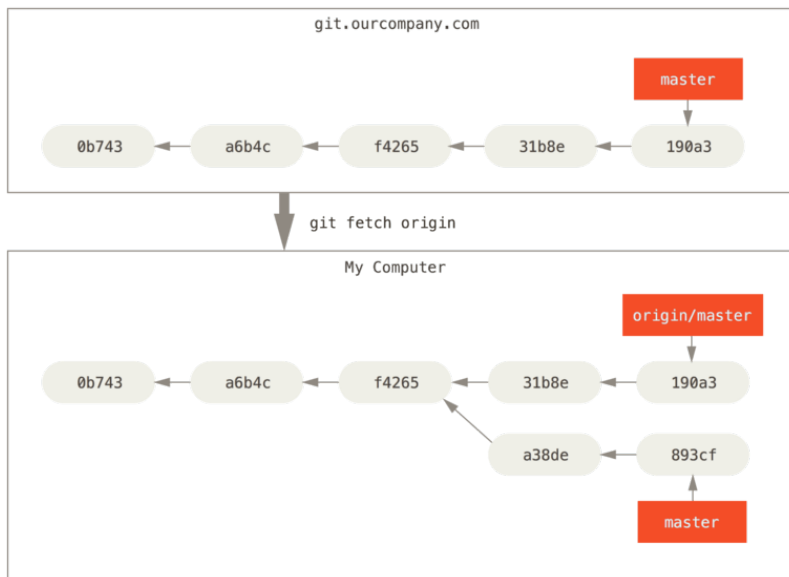 git.ourcompany.com
master
0b743 a6b4c f4265 31b8e 190a3
git fetch origin
My Computer
origin/master
0b743 a6b4c f4265 31b8e 190a3
a38de 893cf
master